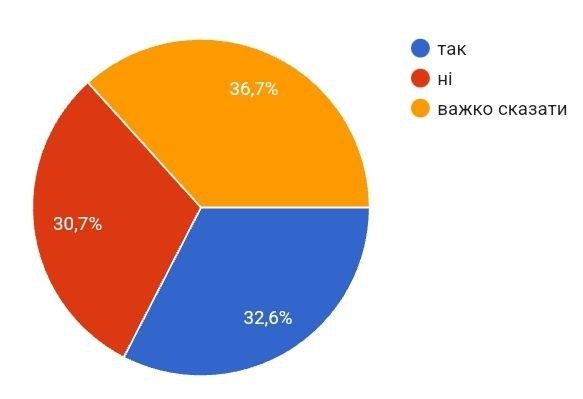 так
ні
важко сказати
36,7%
30,7%
32,6%